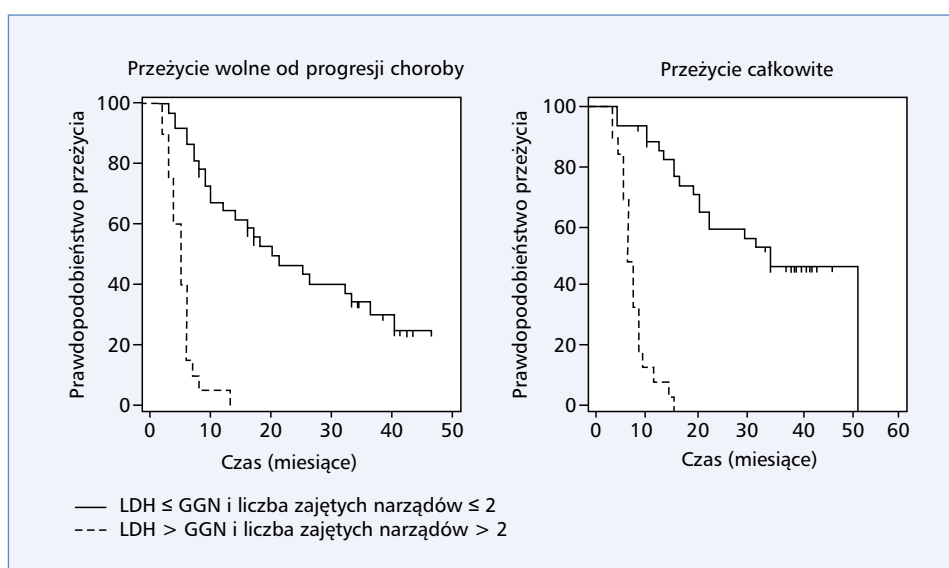 Przeżycie wolne od progresji choroby
Prawdopodobieństwo przeżycia
100
80
60
40
20
0
0 10 20 30 40 50
Czas (miesiące)
Przeżycie całkowite
Prawdopodobieństwo przeżycia
100
80
60
40
20
0
0 10 20 30 40 50 60
Czas (miesiące)
LDH ≤ GGN i liczba zajętych narządów ≤ 2
LDH > GGN i liczba zajętych narządów > 2